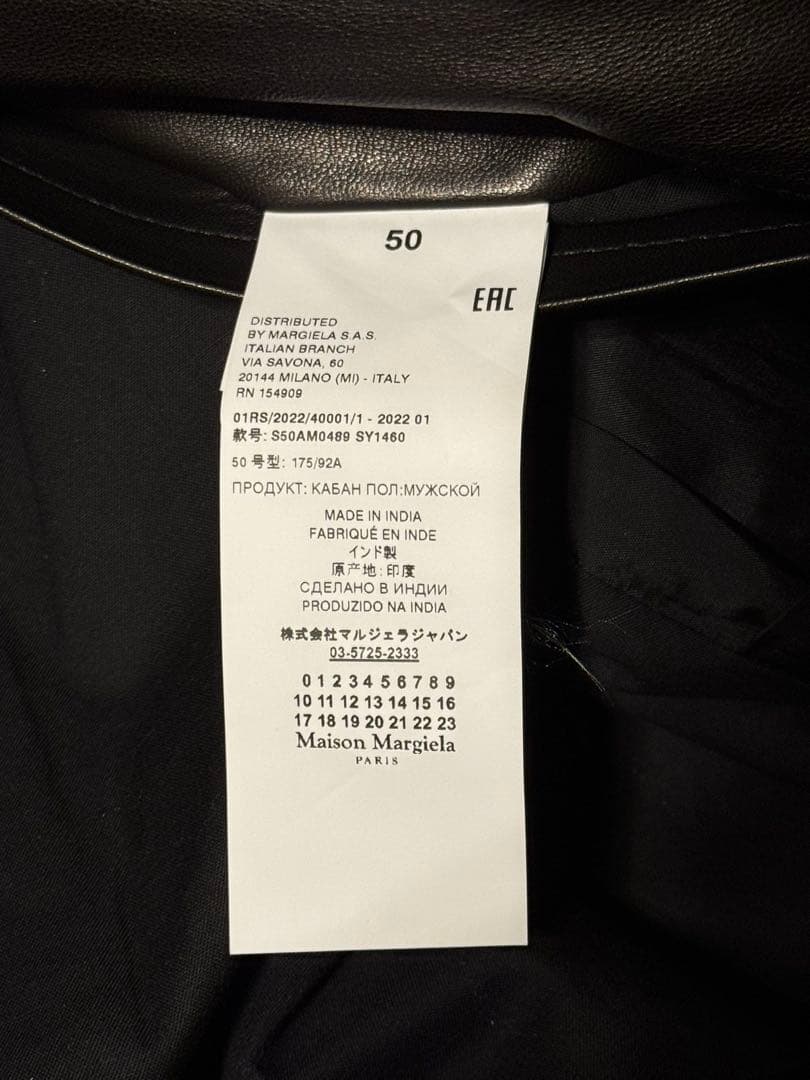 50
EAC
DISTRIBUTED
BY MARGIELA S.A.S.
ITALIAN BRANCH
VIA SAVONA, 60
20144 MILANO (MI) - ITALY
RN 154909
01RS/2022/40001/1 - 2022 01
款号: S50AM0489 SY1460
50 号型: 175/92A
ПРОДУКТ: КАБАН ПОЛ:МУЖСКОЙ
MADE IN INDIA
FABRIQUÉ EN INDE
インド製
原产地:印度
СДЕЛАНО В ИНДИИ
PRODUZIDO NA INDIA
株式会社マルジェラジャパン
03-5725-2333
0 1 2 3 4 5 6 7 8 9
10 11 12 13 14 15 16
17 18 19 20 21 22 23
Maison Margiela
PARIS